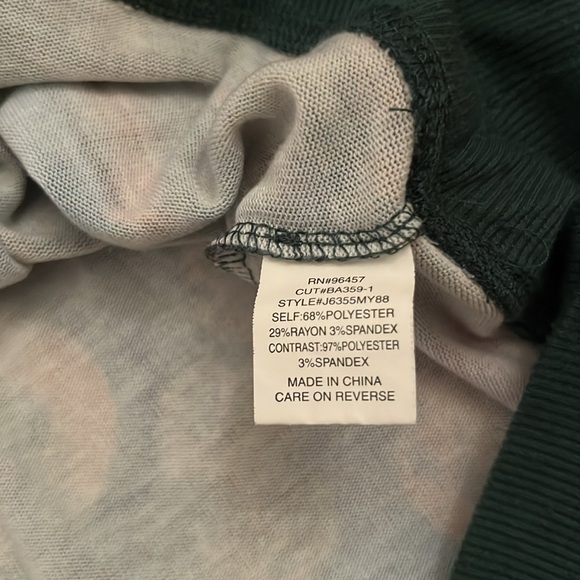 RN#96457
CUT#BA359-1
STYLE#J6355MY88
SELF:68%POLYESTER
29%RAYON 3%SPANDEX
CONTRAST:97%POLYESTER
3%SPANDEX
MADE IN CHINA
CARE ON REVERSE